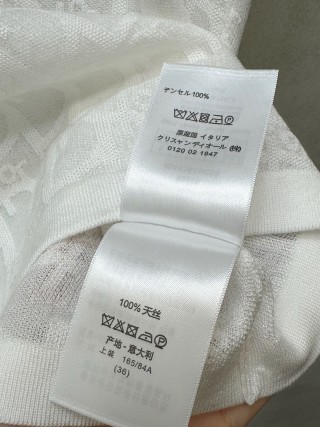 テンセル100%
原産国 イタリア
クリスチャンディオール (株)
0120 02 1947
100% 天丝
产地 - 意大利
上装 165/84A
(36)